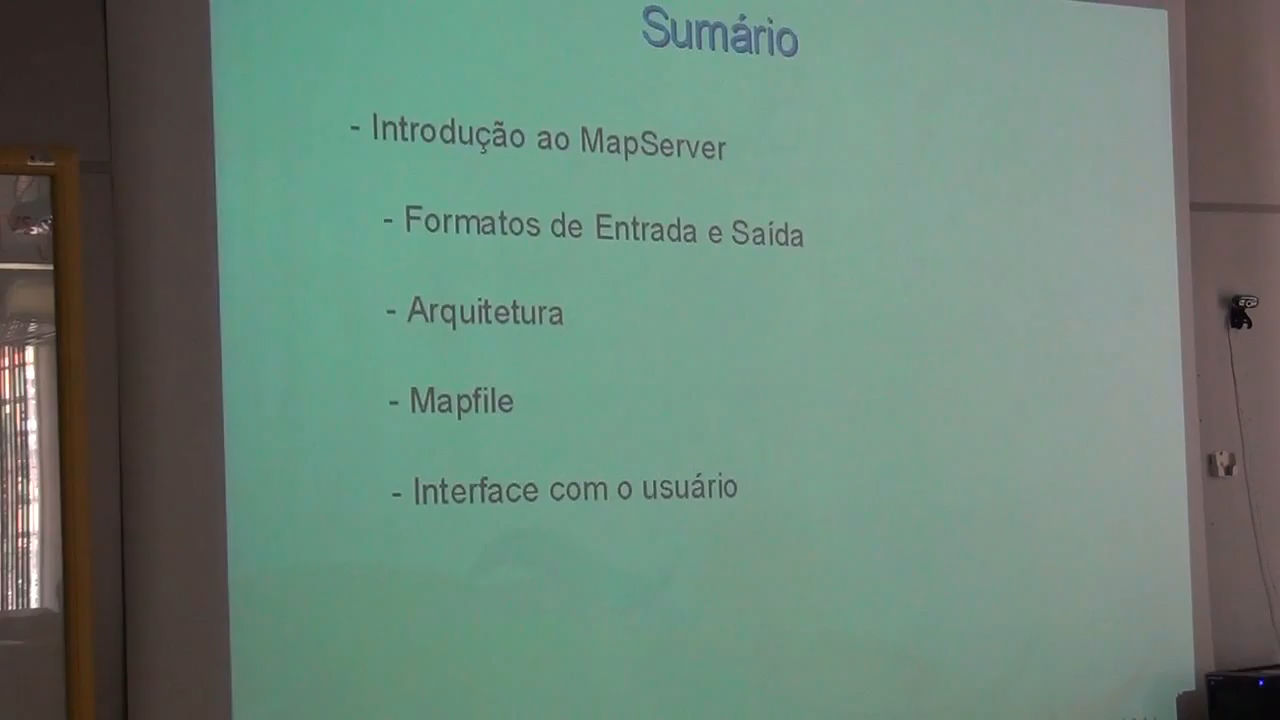 Sumário
- Introdução ao MapServer
- Formatos de Entrada e Saída
- Arquitetura
- Mapfile
- Interface com o usuário